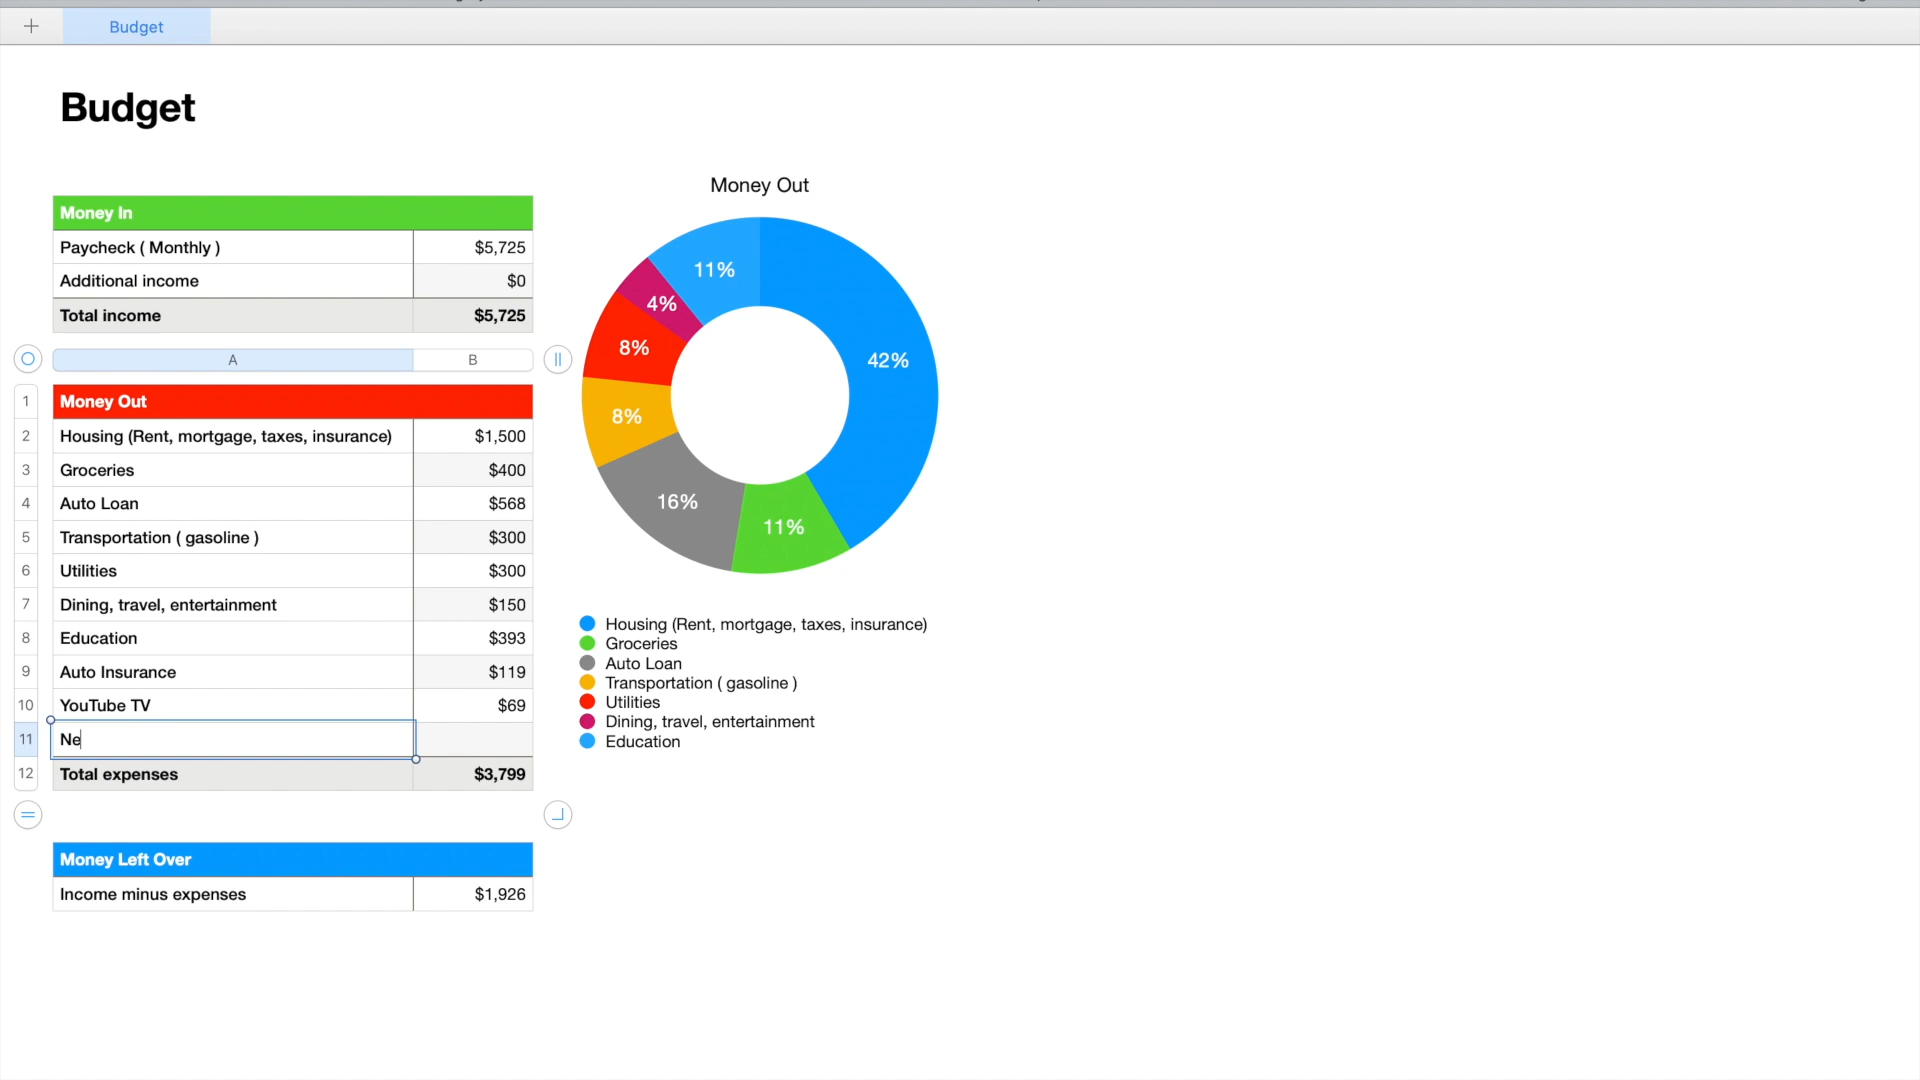 Budget
Budget
Money In
Paycheck ( Monthly ) $5,725
Additional income $0
Total income $5,725
A B
1 Money Out
2 Housing (Rent, mortgage, taxes, insurance) $1,500
3 Groceries $400
4 Auto Loan $568
5 Transportation ( gasoline ) $300
6 Utilities $300
7 Dining, travel, entertainment $150
8 Education $393
9 Auto Insurance $119
10 YouTube TV $69
11 Ne
12 Total expenses $3,799
Money Left Over
Income minus expenses $1,926
Money Out
11%
4%
42%
8%
8%
16%
11%
Housing (Rent, mortgage, taxes, insurance)
Groceries
Auto Loan
Transportation ( gasoline )
Utilities
Dining, travel, entertainment
Education